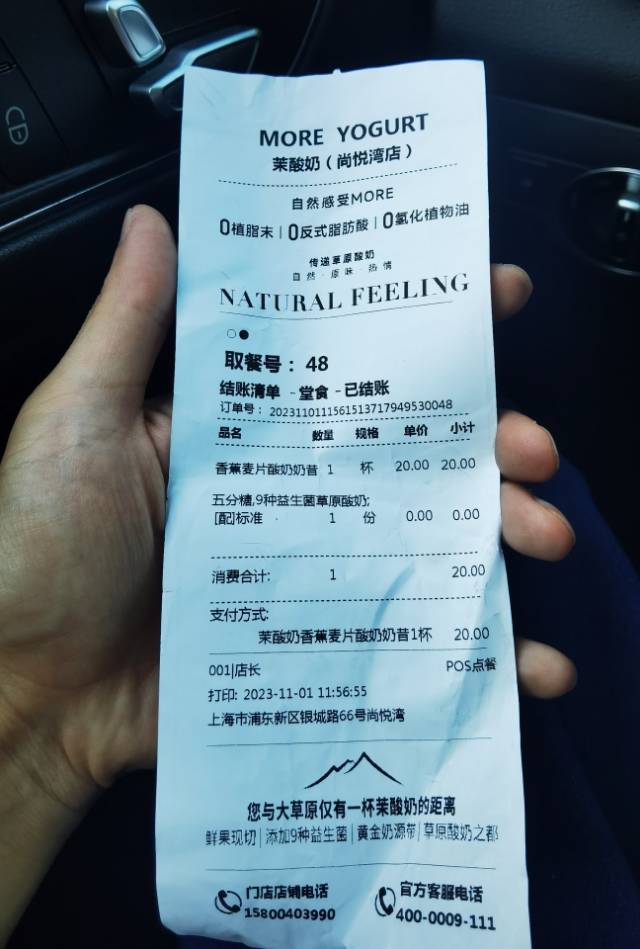 MORE YOGURT
茉酸奶（尚悦湾店）
自然感受MORE
0植脂末 | 0反式脂肪酸 | 0氢化植物油
传递草原酸奶
自然·原味·热情
NATURAL FEELING
○●
取餐号：48
结账清单 -堂食 -已结账
订单号：20231101115615137179495300​48
品名 数量 规格 单价 小计
香蕉麦片酸奶奶昔 1 杯 20.00 20.00
五分糖,9种益生菌草原酸奶;
[配]标准 1 份 0.00 0.00
消费合计: 1 20.00
支付方式:
茉酸奶香蕉麦片酸奶奶昔1杯 20.00
001|店长 POS点餐
打印: 2023-11-01 11:56:55
上海市浦东新区银城路66号尚悦湾
您与大草原仅有一杯茉酸奶的距离
鲜果现切 | 添加9种益生菌 | 黄金奶源带 | 草原酸奶之都
门店店铺电话 官方客服电话
15800403990 400-0009-111